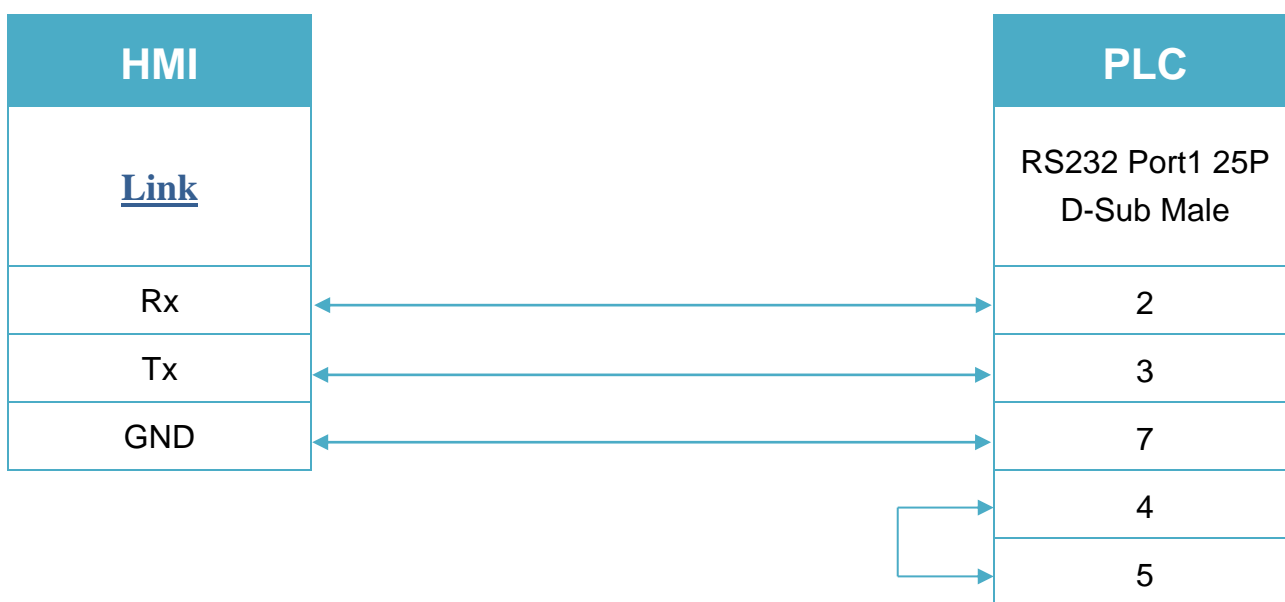 HMI
PLC
Link
RS232 Port1 25P
D-Sub Male
Rx
2
Tx
3
GND
7
4
5